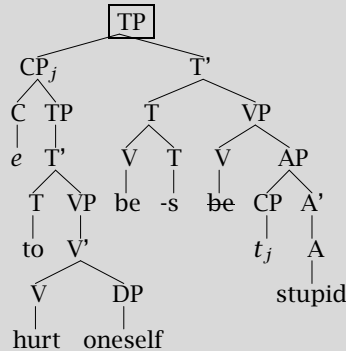 TP
CPj T’
C TP T VP
e T’ V T V AP
T VP be -s be CP A’
to V’ tj A
V DP stupid
hurt oneself